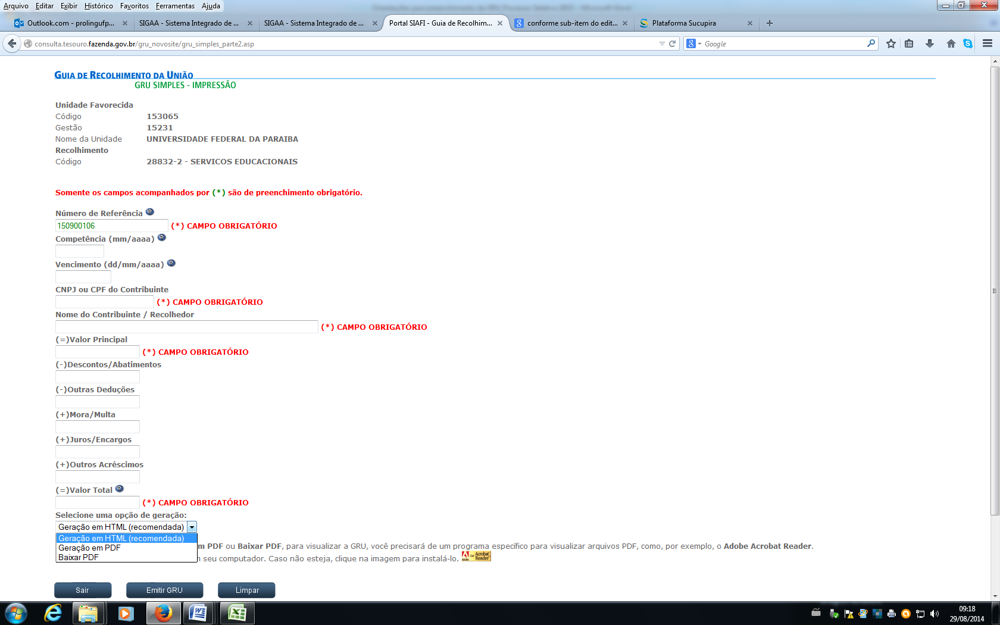 Arquivo Editar Exibir Histórico Favoritos Ferramentas Ajuda
Outlook.com - prolingufp... SIGAA - Sistema Integrado de ... SIGAA - Sistema Integrado de ... Portal SIAFI - Guia de Recolhim... conforme sub-item do edit... Plataforma Sucupira
consulta.tesouro.fazenda.gov.br/gru_novosite/gru_simples_parte2.asp Google
GUIA DE RECOLHIMENTO DA UNIÃO
GRU SIMPLES - IMPRESSÃO
Unidade Favorecida
Código 153065
Gestão 15231
Nome da Unidade UNIVERSIDADE FEDERAL DA PARAIBA
Recolhimento
Código 28832-2 - SERVICOS EDUCACIONAIS
Somente os campos acompanhados por (*) são de preenchimento obrigatório.
Número de Referência
150900106 (*) CAMPO OBRIGATÓRIO
Competência (mm/aaaa)
Vencimento (dd/mm/aaaa)
CNPJ ou CPF do Contribuinte
(*) CAMPO OBRIGATÓRIO
Nome do Contribuinte / Recolhedor
(*) CAMPO OBRIGATÓRIO
(=)Valor Principal
(*) CAMPO OBRIGATÓRIO
(-)Descontos/Abatimentos
(-)Outras Deduções
(+)Mora/Multa
(+)Juros/Encargos
(+)Outros Acréscimos
(=)Valor Total
(*) CAMPO OBRIGATÓRIO
Selecione uma opção de geração:
Geração em HTML (recomendada)
Geração em HTML (recomendada)
Geração em PDF
Baixar PDF
m PDF ou Baixar PDF, para visualizar a GRU, você precisará de um programa específico para visualizar arquivos PDF, como, por exemplo, o Adobe Acrobat Reader.
seu computador. Caso não esteja, clique na imagem para instalá-lo. Get Acrobat Reader
Sair Emitir GRU Limpar
09:18
29/08/2014